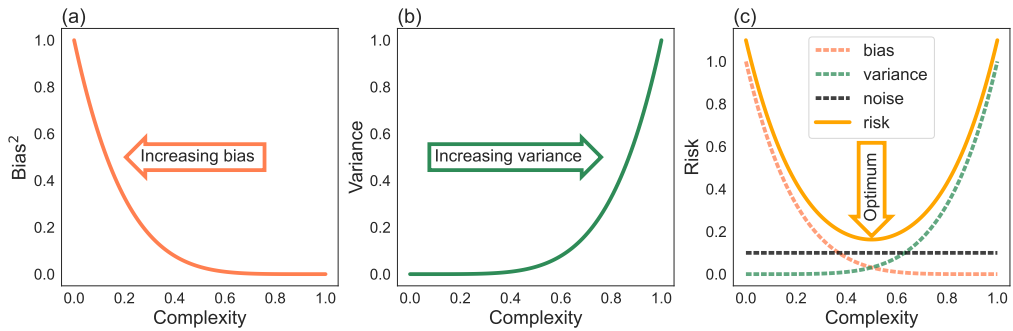 (a)
Bias²
1.0
0.8
0.6
0.4
0.2
0.0
Increasing bias
0.0 0.2 0.4 0.6 0.8 1.0
Complexity
(b)
Variance
1.0
0.8
0.6
0.4
0.2
0.0
Increasing variance
0.0 0.2 0.4 0.6 0.8 1.0
Complexity
(c)
Risk
1.0
0.8
0.6
0.4
0.2
0.0
bias
variance
noise
risk
Optimum
0.0 0.2 0.4 0.6 0.8 1.0
Complexity